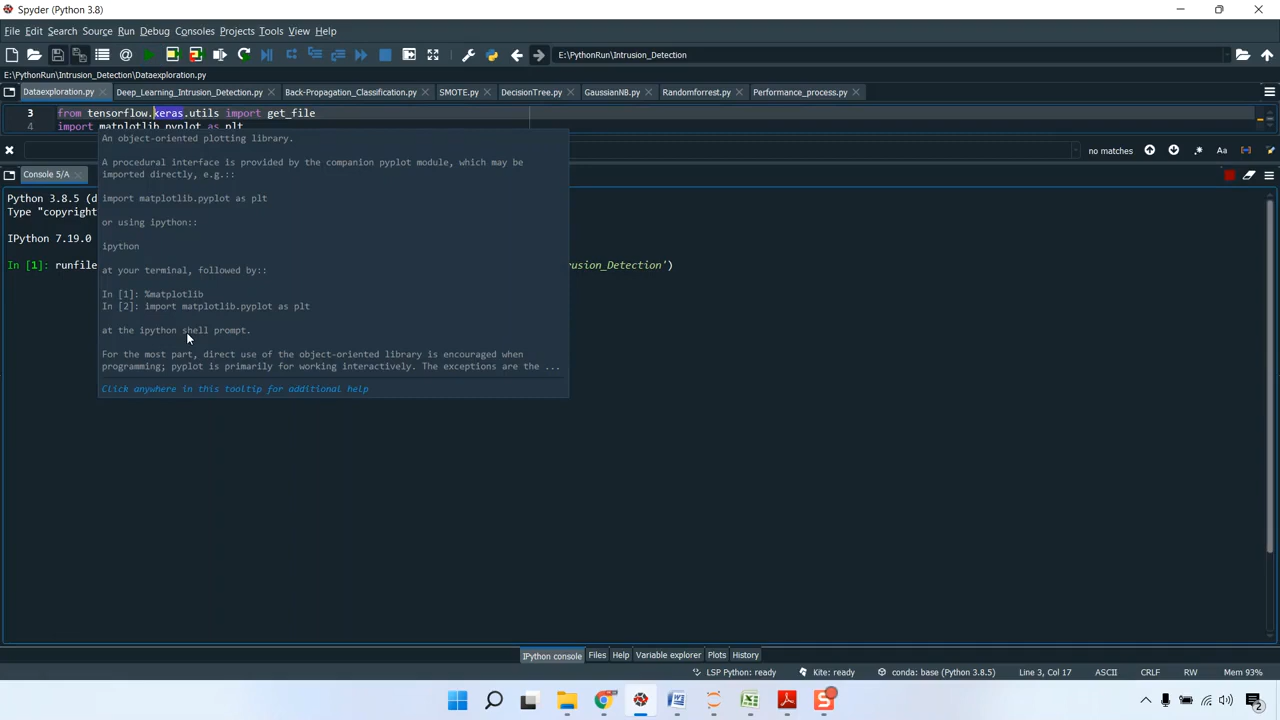 Spyder (Python 3.8)
File Edit Search Source Run Debug Consoles Projects Tools View Help
E:\PythonRun\Intrusion_Detection
E:\PythonRun\Intrusion_Detection\Dataexploration.py
Dataexploration.py Deep_Learning_Intrusion_Detection.py Back-Propagation_Classification.py SMOTE.py DecisionTree.py GaussianNB.py Randomforrest.py Performance_process.py
3 from tensorflow.keras.utils import get_file
4 import matplotlib.pyplot as plt
An object-oriented plotting library.
no matches Aa
A procedural interface is provided by the companion pyplot module, which may be
imported directly, e.g.::
Console 5/A
Python 3.8.5 (d
import matplotlib.pyplot as plt
Type "copyright
or using ipython::
IPython 7.19.0
ipython
In [1]: runfile
usion_Detection')
at your terminal, followed by::
In [1]: %matplotlib
In [2]: import matplotlib.pyplot as plt
at the ipython shell prompt.
For the most part, direct use of the object-oriented library is encouraged when
programming; pyplot is primarily for working interactively. The exceptions are the ...
Click anywhere in this tooltip for additional help
IPython console Files Help Variable explorer Plots History
LSP Python: ready Kite: ready conda: base (Python 3.8.5) Line 3, Col 17 ASCII CRLF RW Mem 93%
2